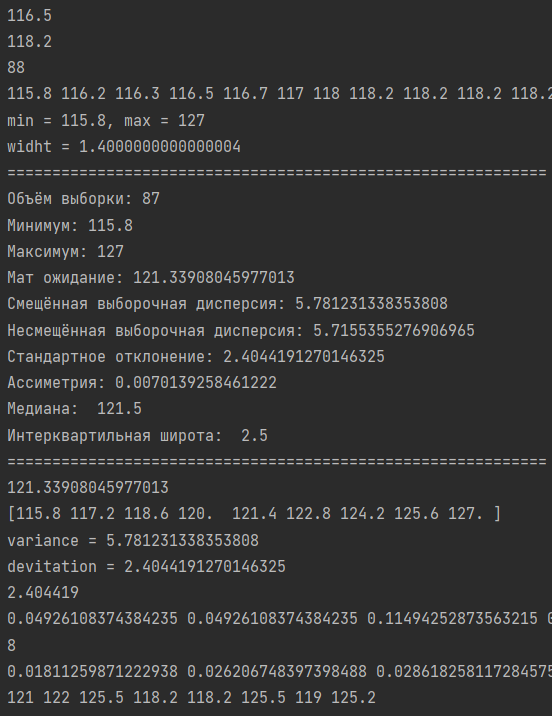 116.5
118.2
88
115.8 116.2 116.3 116.5 116.7 117 118 118.2 118.2 118.2 118.2
min = 115.8, max = 127
widht = 1.4000000000000004
============================================================
Объём выборки: 87
Минимум: 115.8
Максимум: 127
Мат ожидание: 121.33908045977013
Смещённая выборочная дисперсия: 5.781231338353808
Несмещённая выборочная дисперсия: 5.7155355276906965
Стандартное отклонение: 2.4044191270146325
Ассиметрия: 0.0070139258461222
Медиана:  121.5
Интерквартильная широта:  2.5
============================================================
121.33908045977013
[115.8 117.2 118.6 120.  121.4 122.8 124.2 125.6 127. ]
variance = 5.781231338353808
devitation = 2.4044191270146325
2.404419
0.04926108374384235 0.04926108374384235 0.11494252873563215 0
8
0.01811259871222938 0.026206748397398488 0.028618258117284575
121 122 125.5 118.2 118.2 125.5 119 125.2